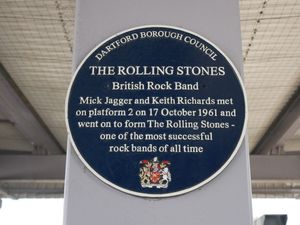 DARTFORD BOROUGH COUNCIL
THE ROLLING STONES
British Rock Band
Mick Jagger and Keith Richards met
on platform 2 on 17 October 1961 and
went on to form The Rolling Stones -
one of the most successful
rock bands of all time